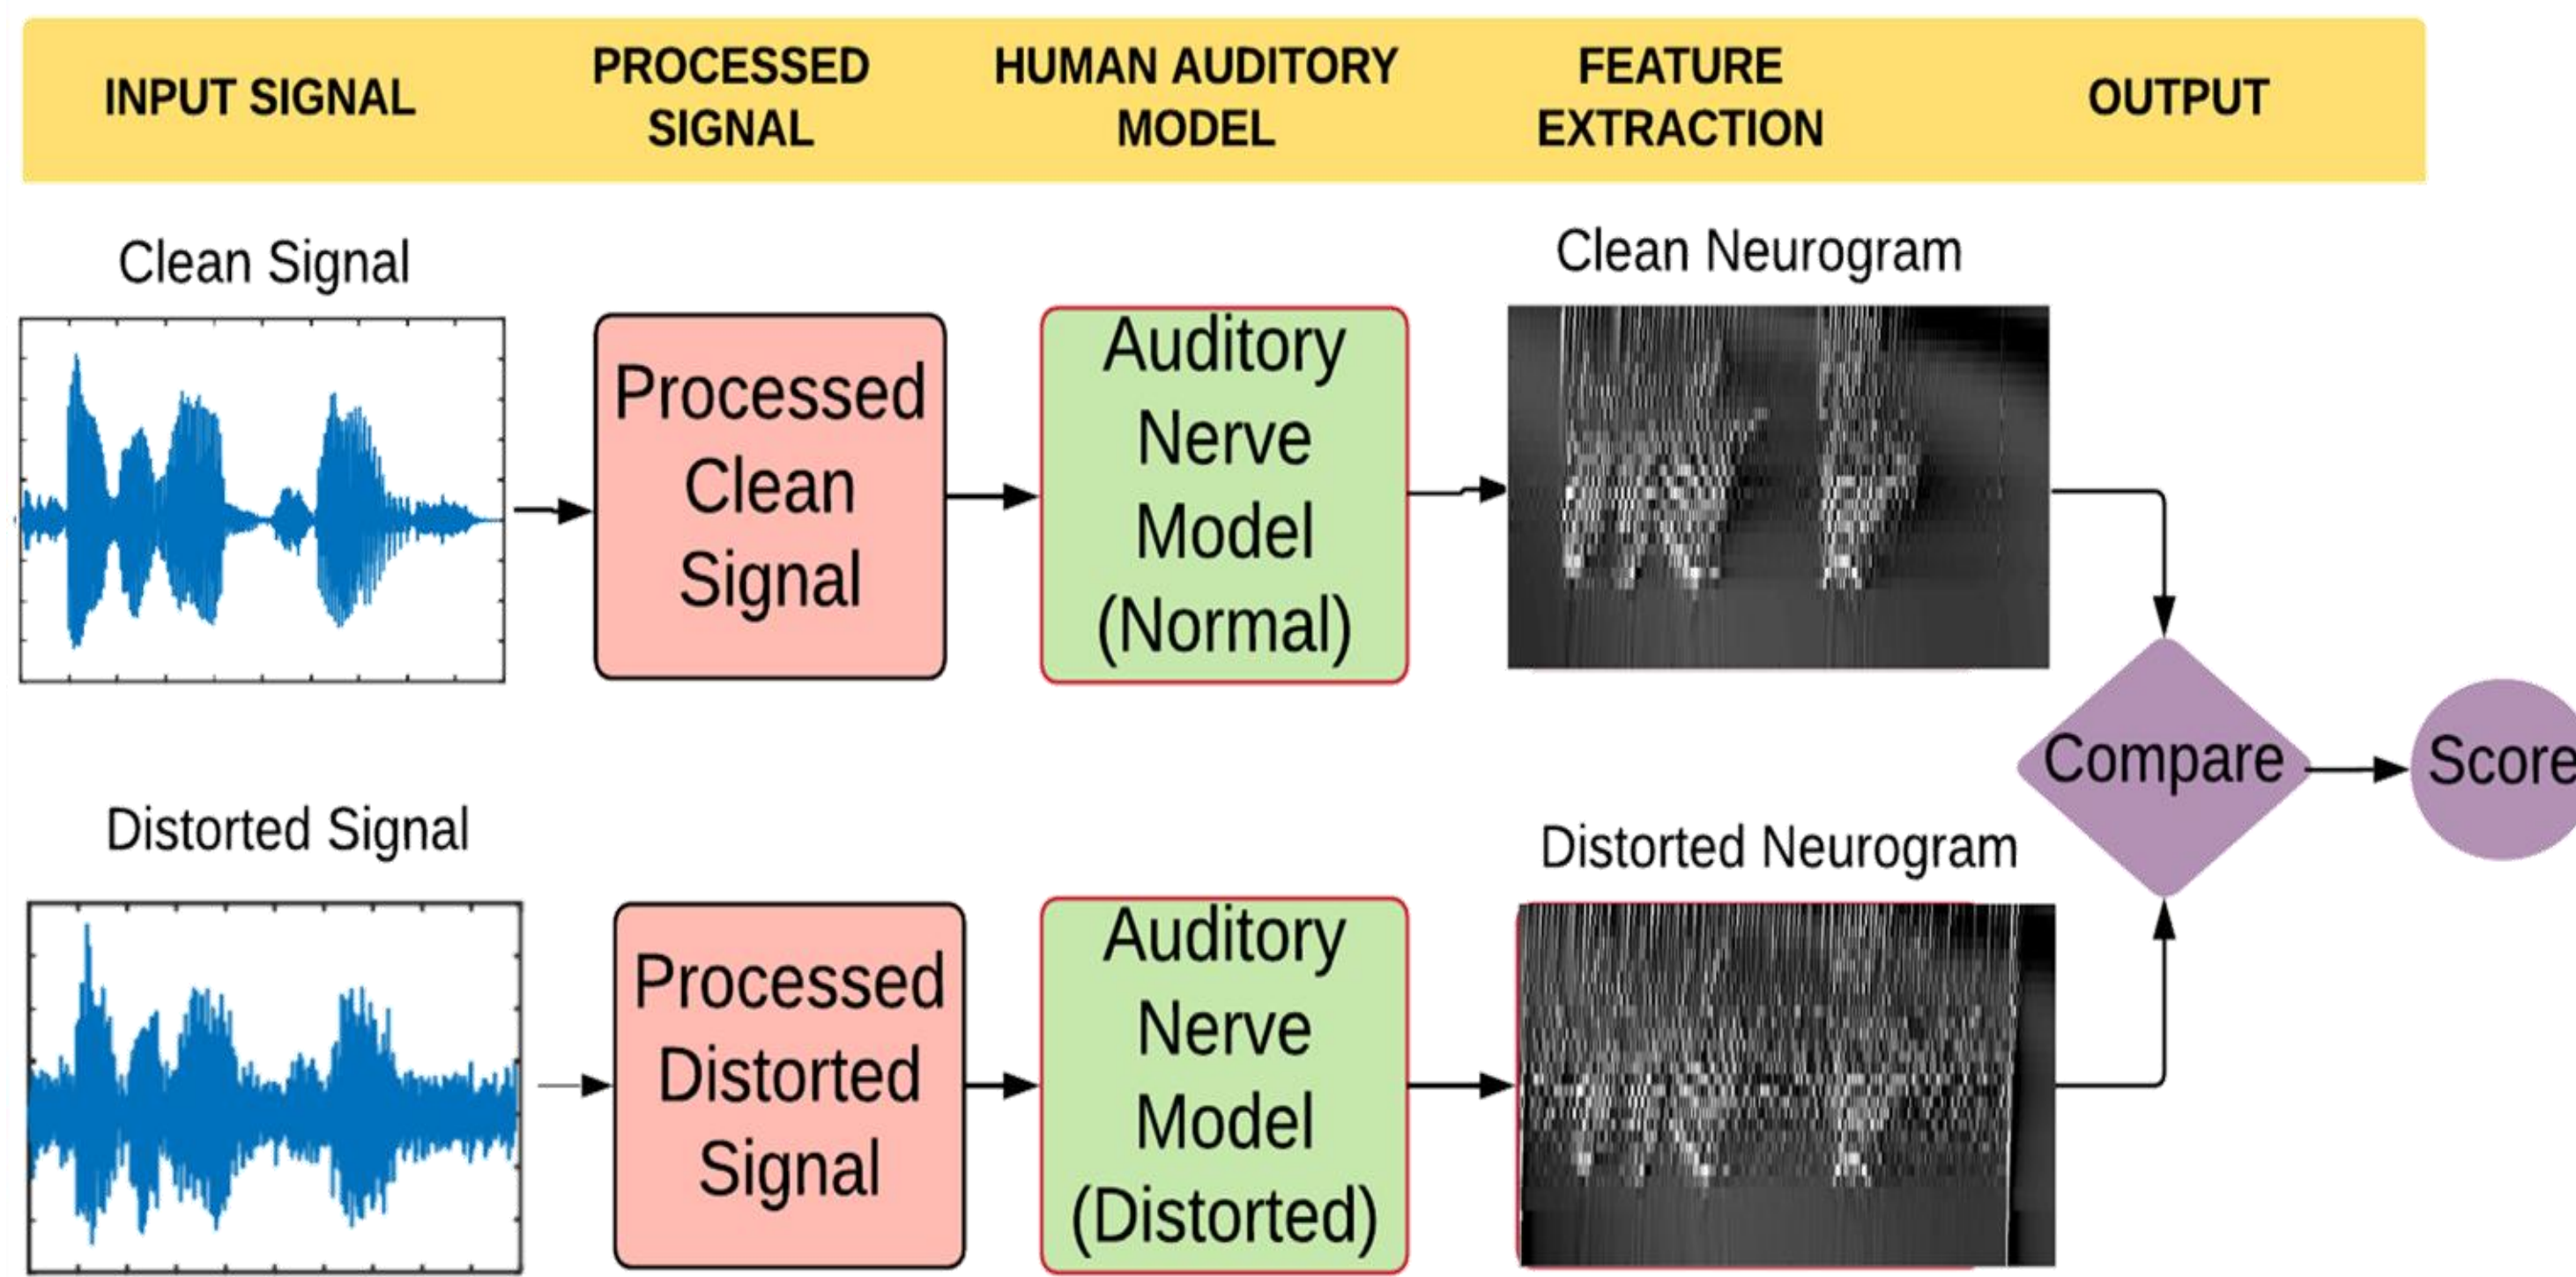 INPUT SIGNAL
PROCESSED
SIGNAL
HUMAN AUDITORY
MODEL
FEATURE
EXTRACTION
OUTPUT
Clean Signal
Processed
Clean
Signal
Auditory
Nerve
Model
(Normal)
Clean Neurogram
Compare
Score
Distorted Signal
Processed
Distorted
Signal
Auditory
Nerve
Model
(Distorted)
Distorted Neurogram